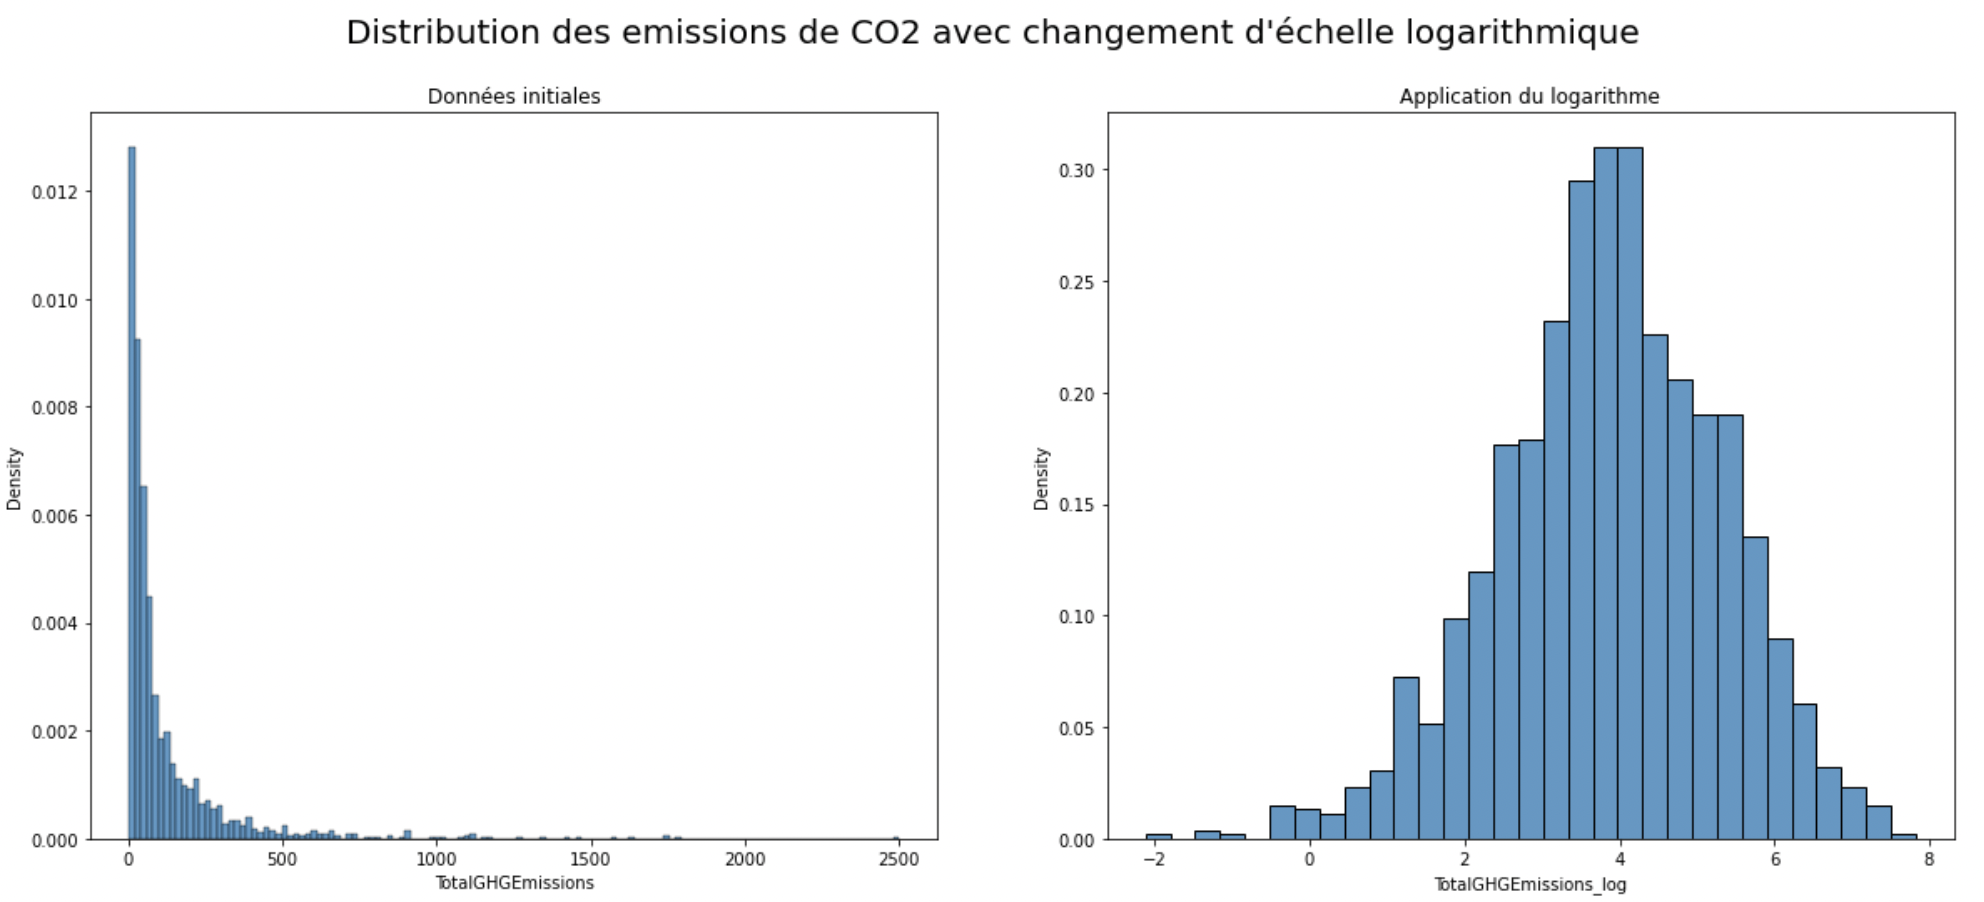 Distribution des emissions de CO2 avec changement d'échelle logarithmique
Données initiales
Density
0.012
0.010
0.008
0.006
0.004
0.002
0.000
0 500 1000 1500 2000 2500
TotalGHGEmissions
Application du logarithme
Density
0.30
0.25
0.20
0.15
0.10
0.05
0.00
−2 0 2 4 6 8
TotalGHGEmissions_log